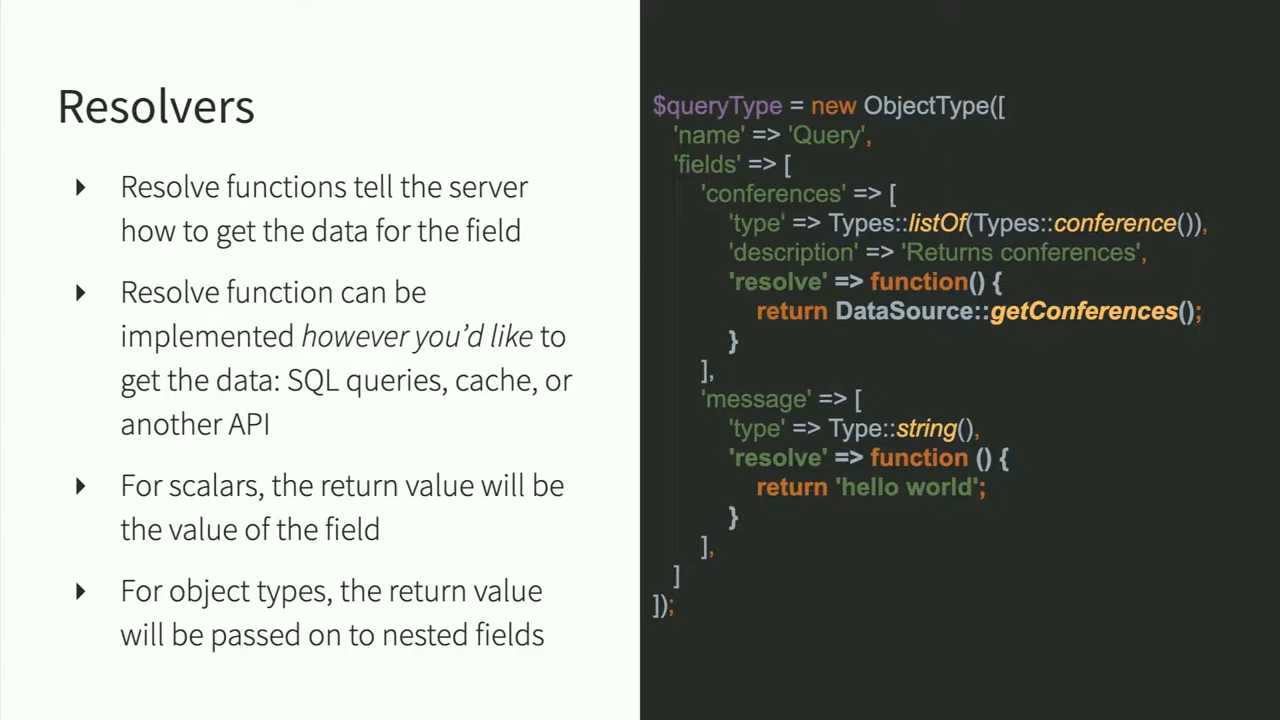 Resolvers
Resolve functions tell the server
how to get the data for the field
Resolve function can be
implemented however you’d like to
get the data: SQL queries, cache, or
another API
For scalars, the return value will be
the value of the field
For object types, the return value
will be passed on to nested fields
$queryType = new ObjectType([
'name' => 'Query',
'fields' => [
'conferences' => [
'type' => Types::listOf(Types::conference()),
'description' => 'Returns conferences',
'resolve' => function() {
return DataSource::getConferences();
}
],
'message' => [
'type' => Type::string(),
'resolve' => function () {
return 'hello world';
}
],
]
]);